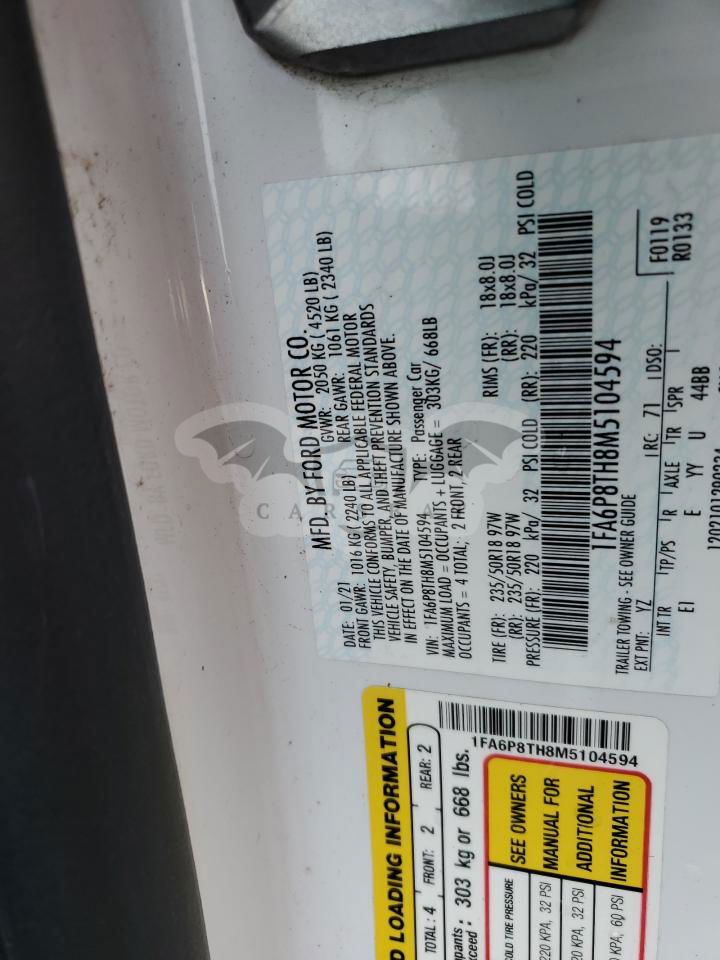 MFD. BY FORD MOTOR CO.
DATE: 01/21 GVWR: 2050 KG ( 4520 LB)
FRONT GAWR: 1016 KG ( 2240 LB) REAR GAWR: 1061 KG ( 2340 LB)
THIS VEHICLE CONFORMS TO ALL APPLICABLE FEDERAL MOTOR
VEHICLE SAFETY, BUMPER, AND THEFT PREVENTION STANDARDS
IN EFFECT ON THE DATE OF MANUFACTURE SHOWN ABOVE.
VIN: 1FA6P8TH8M5104594 TYPE: Passenger Car
MAXIMUM LOAD = OCCUPANTS + LUGGAGE = 303KG/ 668LB
OCCUPANTS = 4 TOTAL; 2 FRONT, 2 REAR
TIRE (FR): 235/50R18 97W RIMS (FR): 18x8.0J
(RR): 235/50R18 97W (RR): 18x8.0J
PRESSURE (FR): 220 kPa/ 32 PSI COLD (RR): 220 kPa/ 32 PSI COLD
1FA6P8TH8M5104594
TRAILER TOWING - SEE OWNER GUIDE
EXT PNT: YZ RC: 71 DSO: F0119
R0133
INT TR TP/PS R AXLE TR SPR
EI E YY U 44BB
D LOADING INFORMATION
TOTAL : 4 FRONT: 2 REAR: 2
pants : 303 kg or 668 lbs.
exceed :
1FA6P8TH8M5104594
COLD TIRE PRESSURE
220 KPA, 32 PSI
20 KPA, 32 PSI
KPA, 60 PSI
SEE OWNERS
MANUAL FOR
ADDITIONAL
INFORMATION